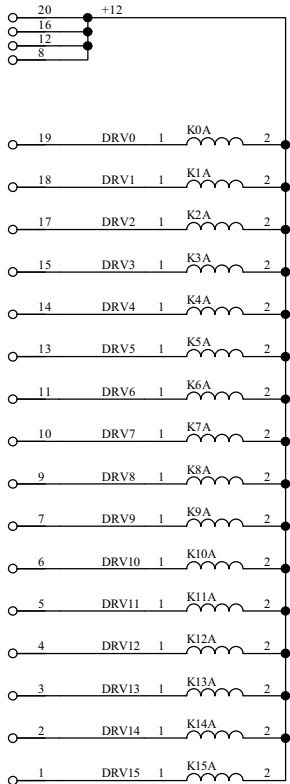 20 +12
16
12
8
K0A
19 DRV0 1 2
K1A
18 DRV1 1 2
K2A
17 DRV2 1 2
K3A
15 DRV3 1 2
K4A
14 DRV4 1 2
K5A
13 DRV5 1 2
K6A
11 DRV6 1 2
K7A
10 DRV7 1 2
K8A
9 DRV8 1 2
K9A
7 DRV9 1 2
K10A
6 DRV10 1 2
K11A
5 DRV11 1 2
K12A
4 DRV12 1 2
K13A
3 DRV13 1 2
K14A
2 DRV14 1 2
K15A
1 DRV15 1 2